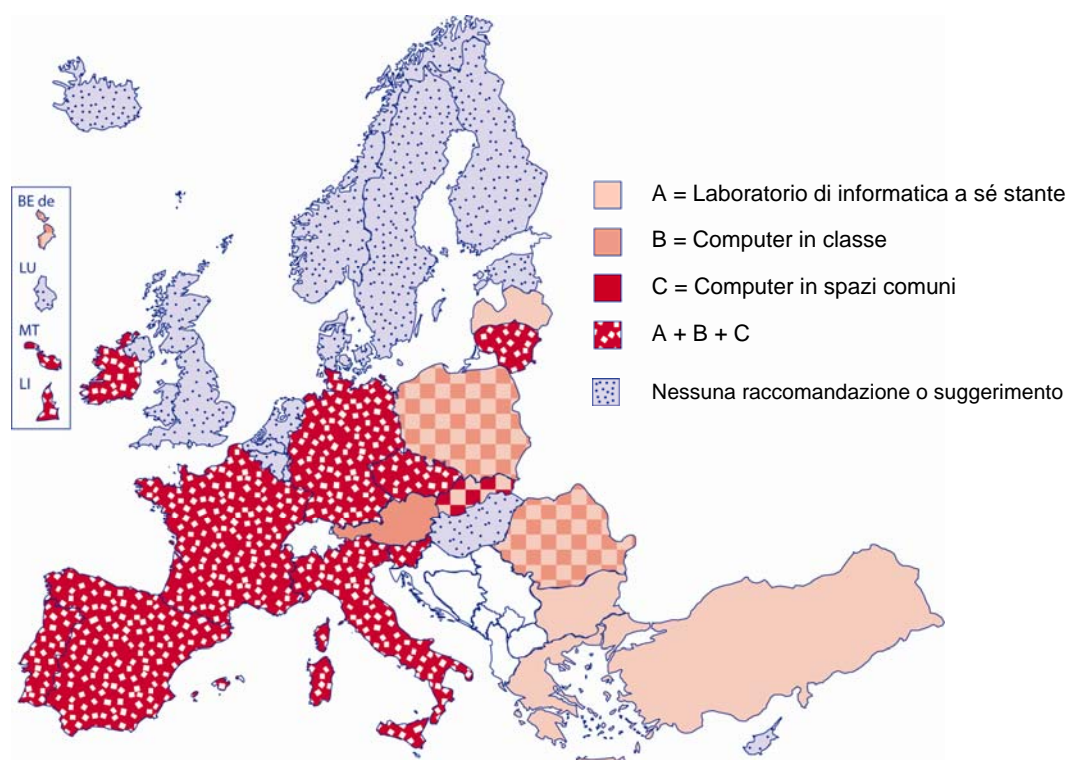 BE de
LU
MT
LI
A = Laboratorio di informatica a sé stante
B = Computer in classe
C = Computer in spazi comuni
A + B + C
Nessuna raccomandazione o suggerimento